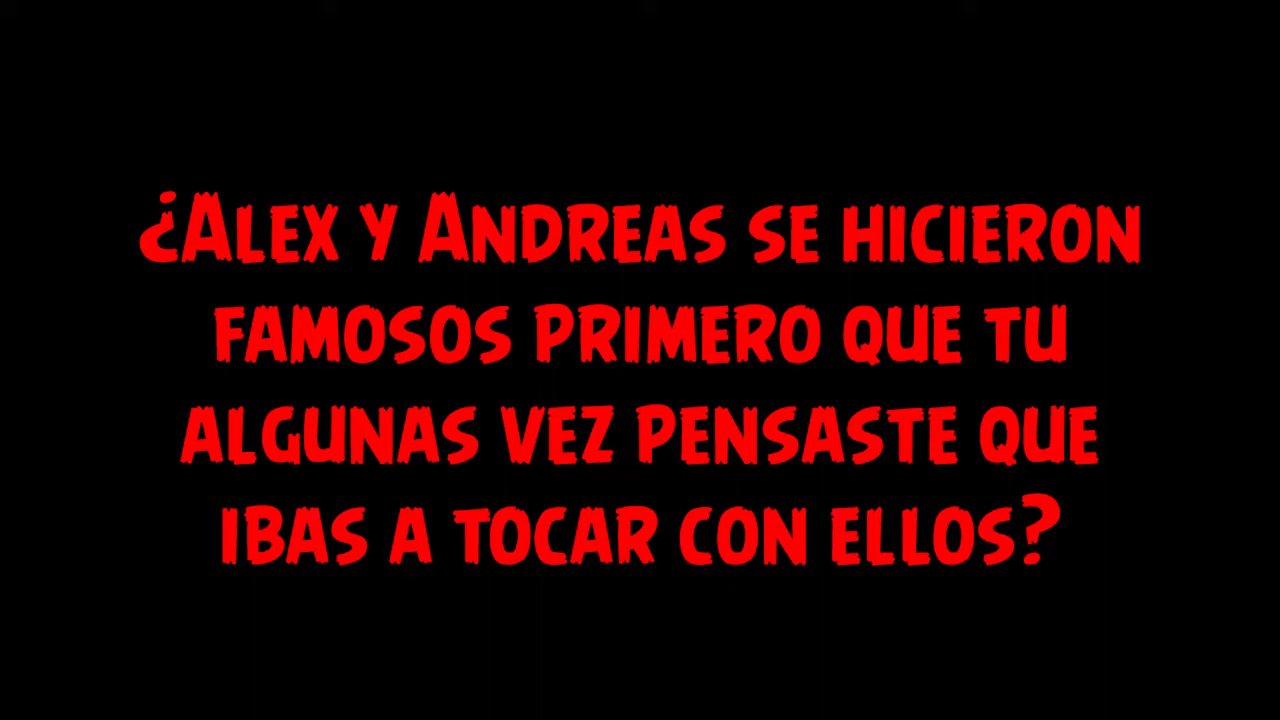 ¿Alex y Andreas se hicieron
famosos primero que tu
algunas vez pensaste que
ibas a tocar con ellos?